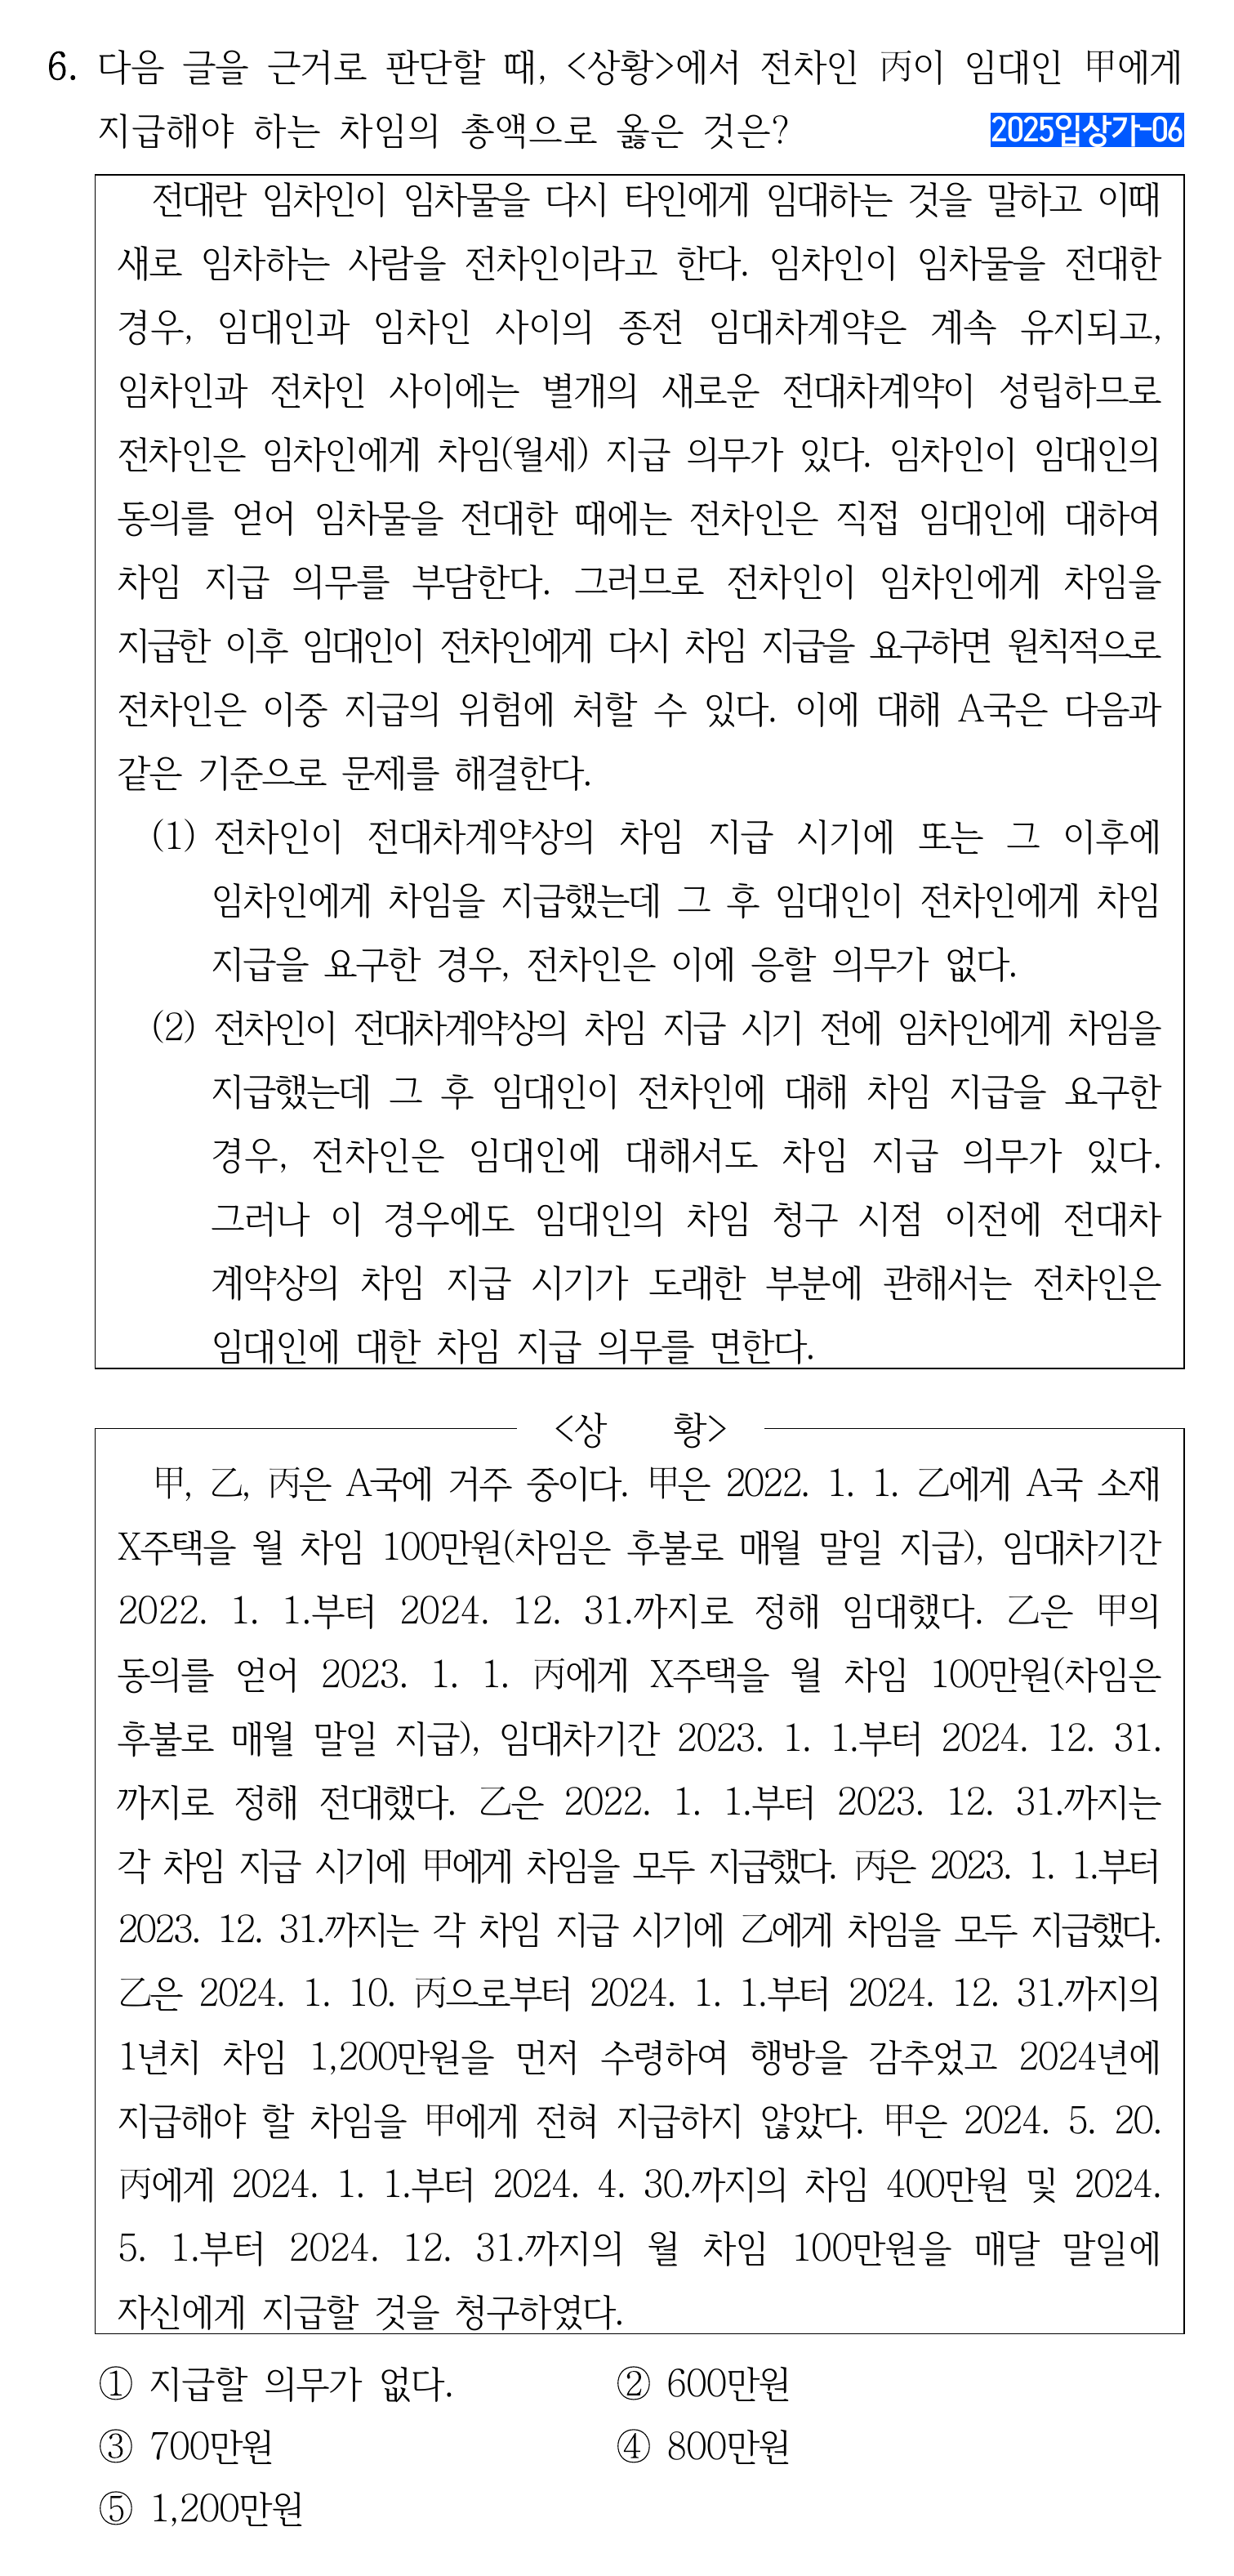 6. 다음 글을 근거로 판단할 때, <상황>에서 전차인 丙이 임대인 甲에게
지급해야 하는 차임의 총액으로 옳은 것은?
2025입상가-06
전대란 임차인이 임차물을 다시 타인에게 임대하는 것을 말하고 이때
새로 임차하는 사람을 전차인이라고 한다. 임차인이 임차물을 전대한
경우, 임대인과 임차인 사이의 종전 임대차계약은 계속 유지되고,
임차인과 전차인 사이에는 별개의 새로운 전대차계약이 성립하므로
전차인은 임차인에게 차임(월세) 지급 의무가 있다. 임차인이 임대인의
동의를 얻어 임차물을 전대한 때에는 전차인은 직접 임대인에 대하여
차임 지급 의무를 부담한다. 그러므로 전차인이 임차인에게 차임을
지급한 이후 임대인이 전차인에게 다시 차임 지급을 요구하면 원칙적으로
전차인은 이중 지급의 위험에 처할 수 있다. 이에 대해 A국은 다음과
같은 기준으로 문제를 해결한다.
(1) 전차인이 전대차계약상의 차임 지급 시기에 또는 그 이후에
임차인에게 차임을 지급했는데 그 후 임대인이 전차인에게 차임
지급을 요구한 경우, 전차인은 이에 응할 의무가 없다.
(2) 전차인이 전대차계약상의 차임 지급 시기 전에 임차인에게 차임을
지급했는데 그 후 임대인이 전차인에 대해 차임 지급을 요구한
경우, 전차인은 임대인에 대해서도 차임 지급 의무가 있다.
그러나 이 경우에도 임대인의 차임 청구 시점 이전에 전대차
계약상의 차임 지급 시기가 도래한 부분에 관해서는 전차인은
임대인에 대한 차임 지급 의무를 면한다.
<상 황>
甲, 乙, 丙은 A국에 거주 중이다. 甲은 2022. 1. 1. 乙에게 A국 소재
X주택을 월 차임 100만원(차임은 후불로 매월 말일 지급), 임대차기간
2022. 1. 1.부터 2024. 12. 31.까지로 정해 임대했다. 乙은 甲의
동의를 얻어 2023. 1. 1. 丙에게 X주택을 월 차임 100만원(차임은
후불로 매월 말일 지급), 임대차기간 2023. 1. 1.부터 2024. 12. 31.
까지로 정해 전대했다. 乙은 2022. 1. 1.부터 2023. 12. 31.까지는
각 차임 지급 시기에 甲에게 차임을 모두 지급했다. 丙은 2023. 1. 1.부터
2023. 12. 31.까지는 각 차임 지급 시기에 乙에게 차임을 모두 지급했다.
乙은 2024. 1. 10. 丙으로부터 2024. 1. 1.부터 2024. 12. 31.까지의
1년치 차임 1,200만원을 먼저 수령하여 행방을 감추었고 2024년에
지급해야 할 차임을 甲에게 전혀 지급하지 않았다. 甲은 2024. 5. 20.
丙에게 2024. 1. 1.부터 2024. 4. 30.까지의 차임 400만원 및 2024.
5. 1.부터 2024. 12. 31.까지의 월 차임 100만원을 매달 말일에
자신에게 지급할 것을 청구하였다.
① 지급할 의무가 없다. ② 600만원
③ 700만원 ④ 800만원
⑤ 1,200만원